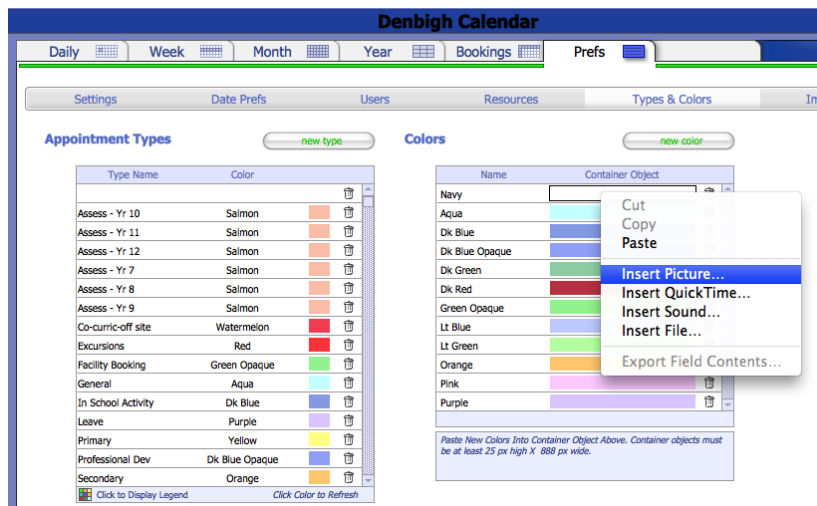 Denbigh Calendar
Daily Week Month Year Bookings Prefs
Settings Date Prefs Users Resources Types & Colors
Appointment Types new type
Type Name Color
Assess - Yr 10 Salmon
Assess - Yr 11 Salmon
Assess - Yr 12 Salmon
Assess - Yr 7 Salmon
Assess - Yr 8 Salmon
Assess - Yr 9 Salmon
Co-curric-off site Watermelon
Excursions Red
Facility Booking Green Opaque
General Aqua
In School Activity Dk Blue
Leave Purple
Primary Yellow
Professional Dev Dk Blue Opaque
Secondary Orange
Click to Display Legend Click Color to Refresh
Colors new color
Name Container Object
Navy
Aqua
Dk Blue
Dk Blue Opaque
Dk Green
Dk Red
Green Opaque
Lt Blue
Lt Green
Orange
Pink
Purple
Paste New Colors Into Container Object Above. Container objects must
be at least 25 px high X 888 px wide.
Cut
Copy
Paste
Insert Picture...
Insert QuickTime...
Insert Sound...
Insert File...
Export Field Contents...